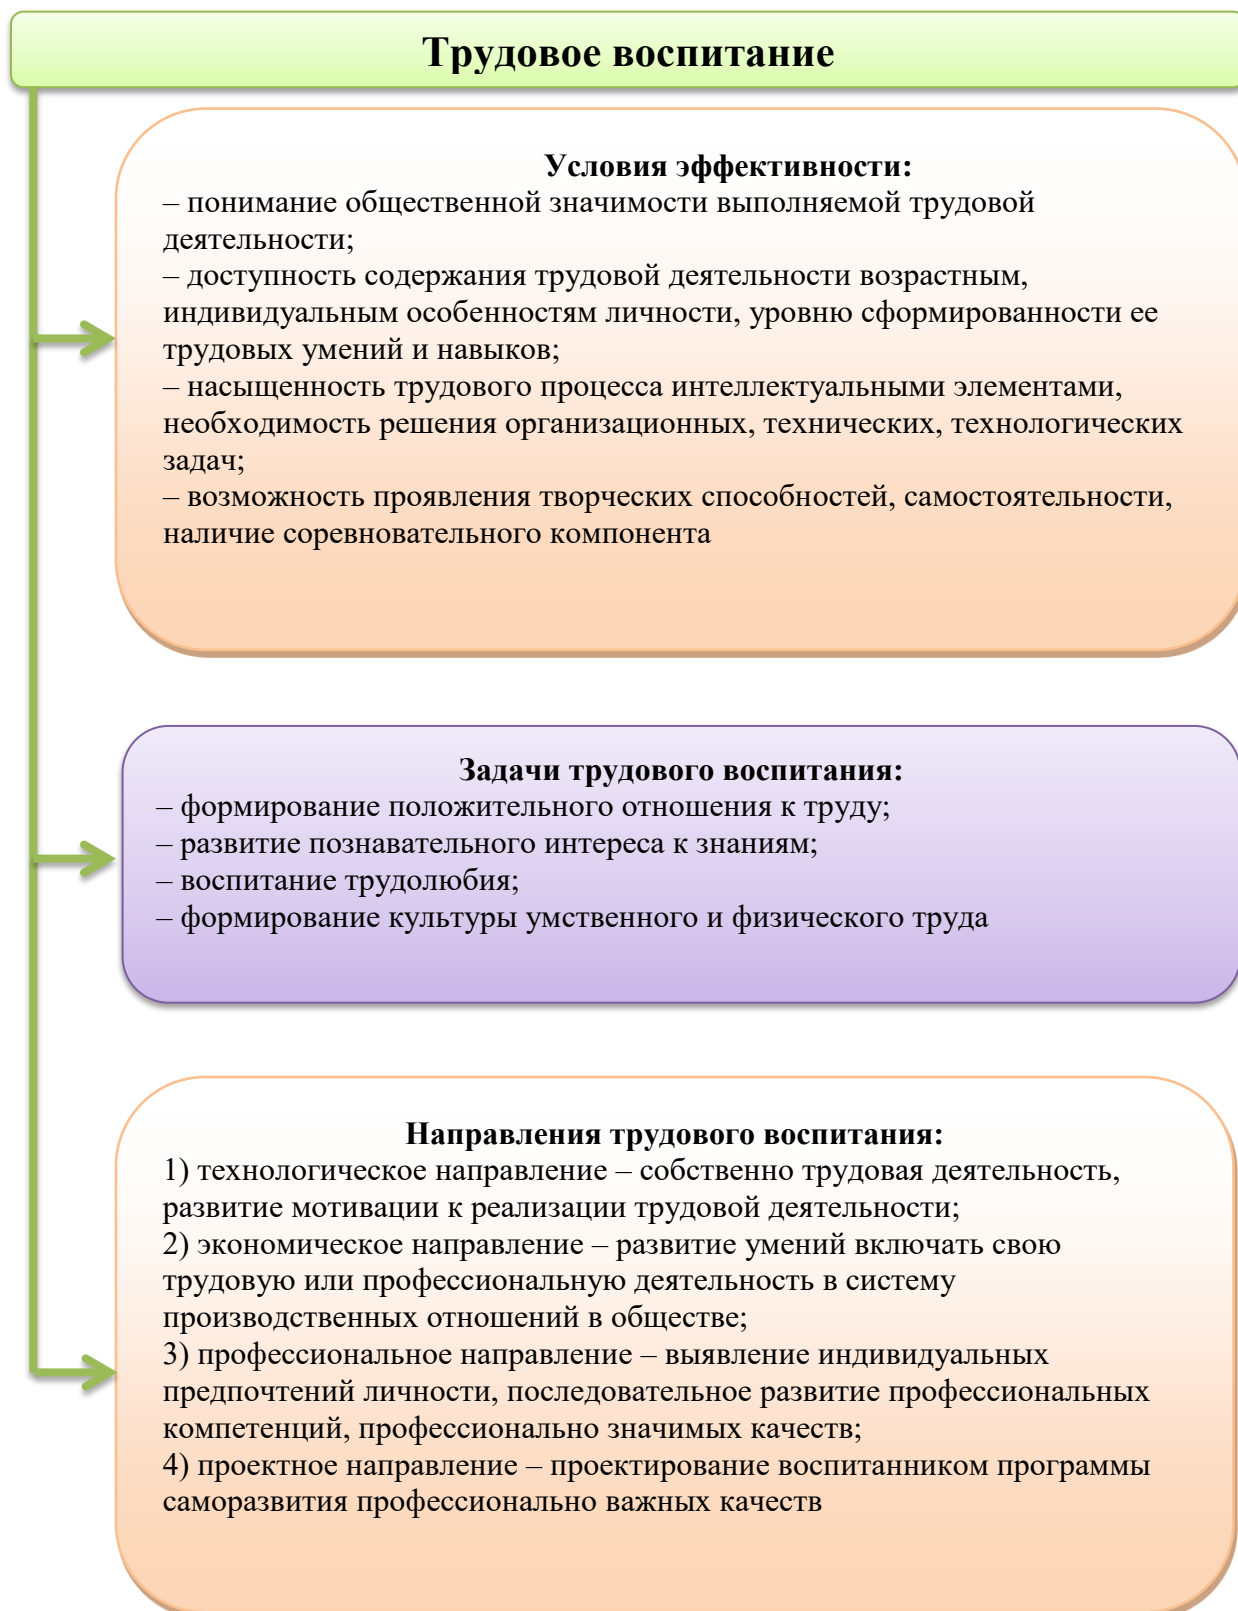 Трудовое воспитание
Условия эффективности:
– понимание общественной значимости выполняемой трудовой
деятельности;
– доступность содержания трудовой деятельности возрастным,
индивидуальным особенностям личности, уровню сформированности ее
трудовых умений и навыков;
– насыщенность трудового процесса интеллектуальными элементами,
необходимость решения организационных, технических, технологических
задач;
– возможность проявления творческих способностей, самостоятельности,
наличие соревновательного компонента
Задачи трудового воспитания:
– формирование положительного отношения к труду;
– развитие познавательного интереса к знаниям;
– воспитание трудолюбия;
– формирование культуры умственного и физического труда
Направления трудового воспитания:
1) технологическое направление – собственно трудовая деятельность,
развитие мотивации к реализации трудовой деятельности;
2) экономическое направление – развитие умений включать свою
трудовую или профессиональную деятельность в систему
производственных отношений в обществе;
3) профессиональное направление – выявление индивидуальных
предпочтений личности, последовательное развитие профессиональных
компетенций, профессионально значимых качеств;
4) проектное направление – проектирование воспитанником программы
саморазвития профессионально важных качеств